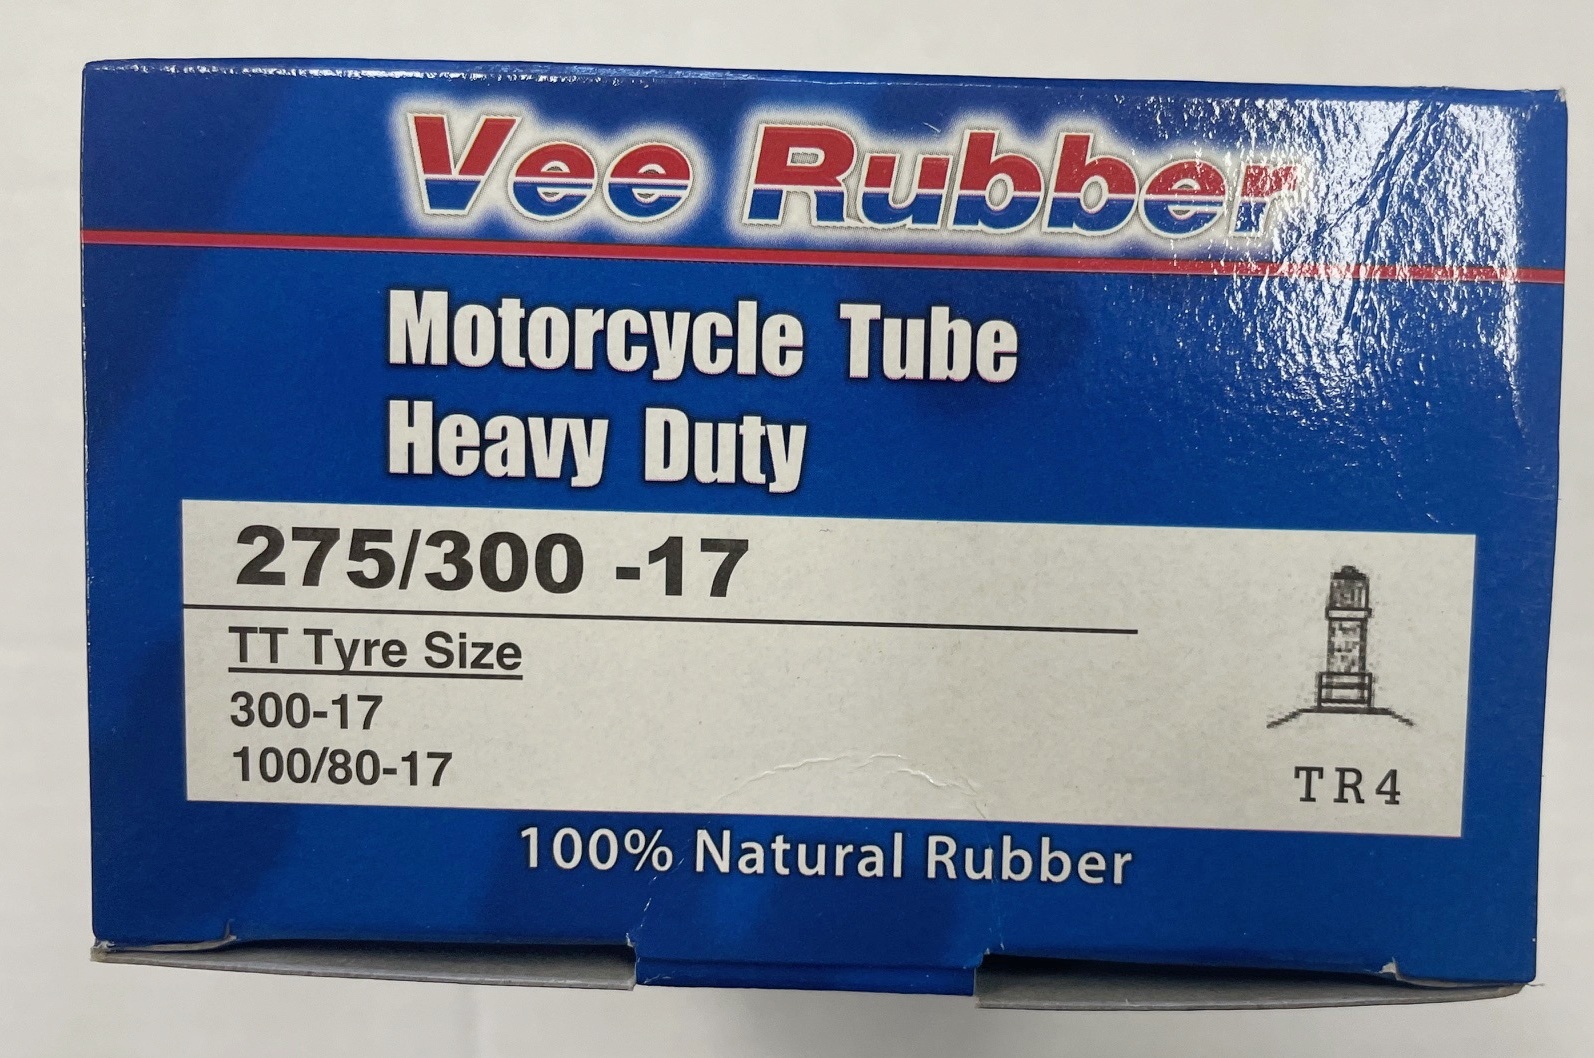 Vee Rubber
Motorcycle Tube
Heavy Duty
275/300 -17
TT Tyre Size
300-17
100/80-17
TR4
100% Natural Rubber